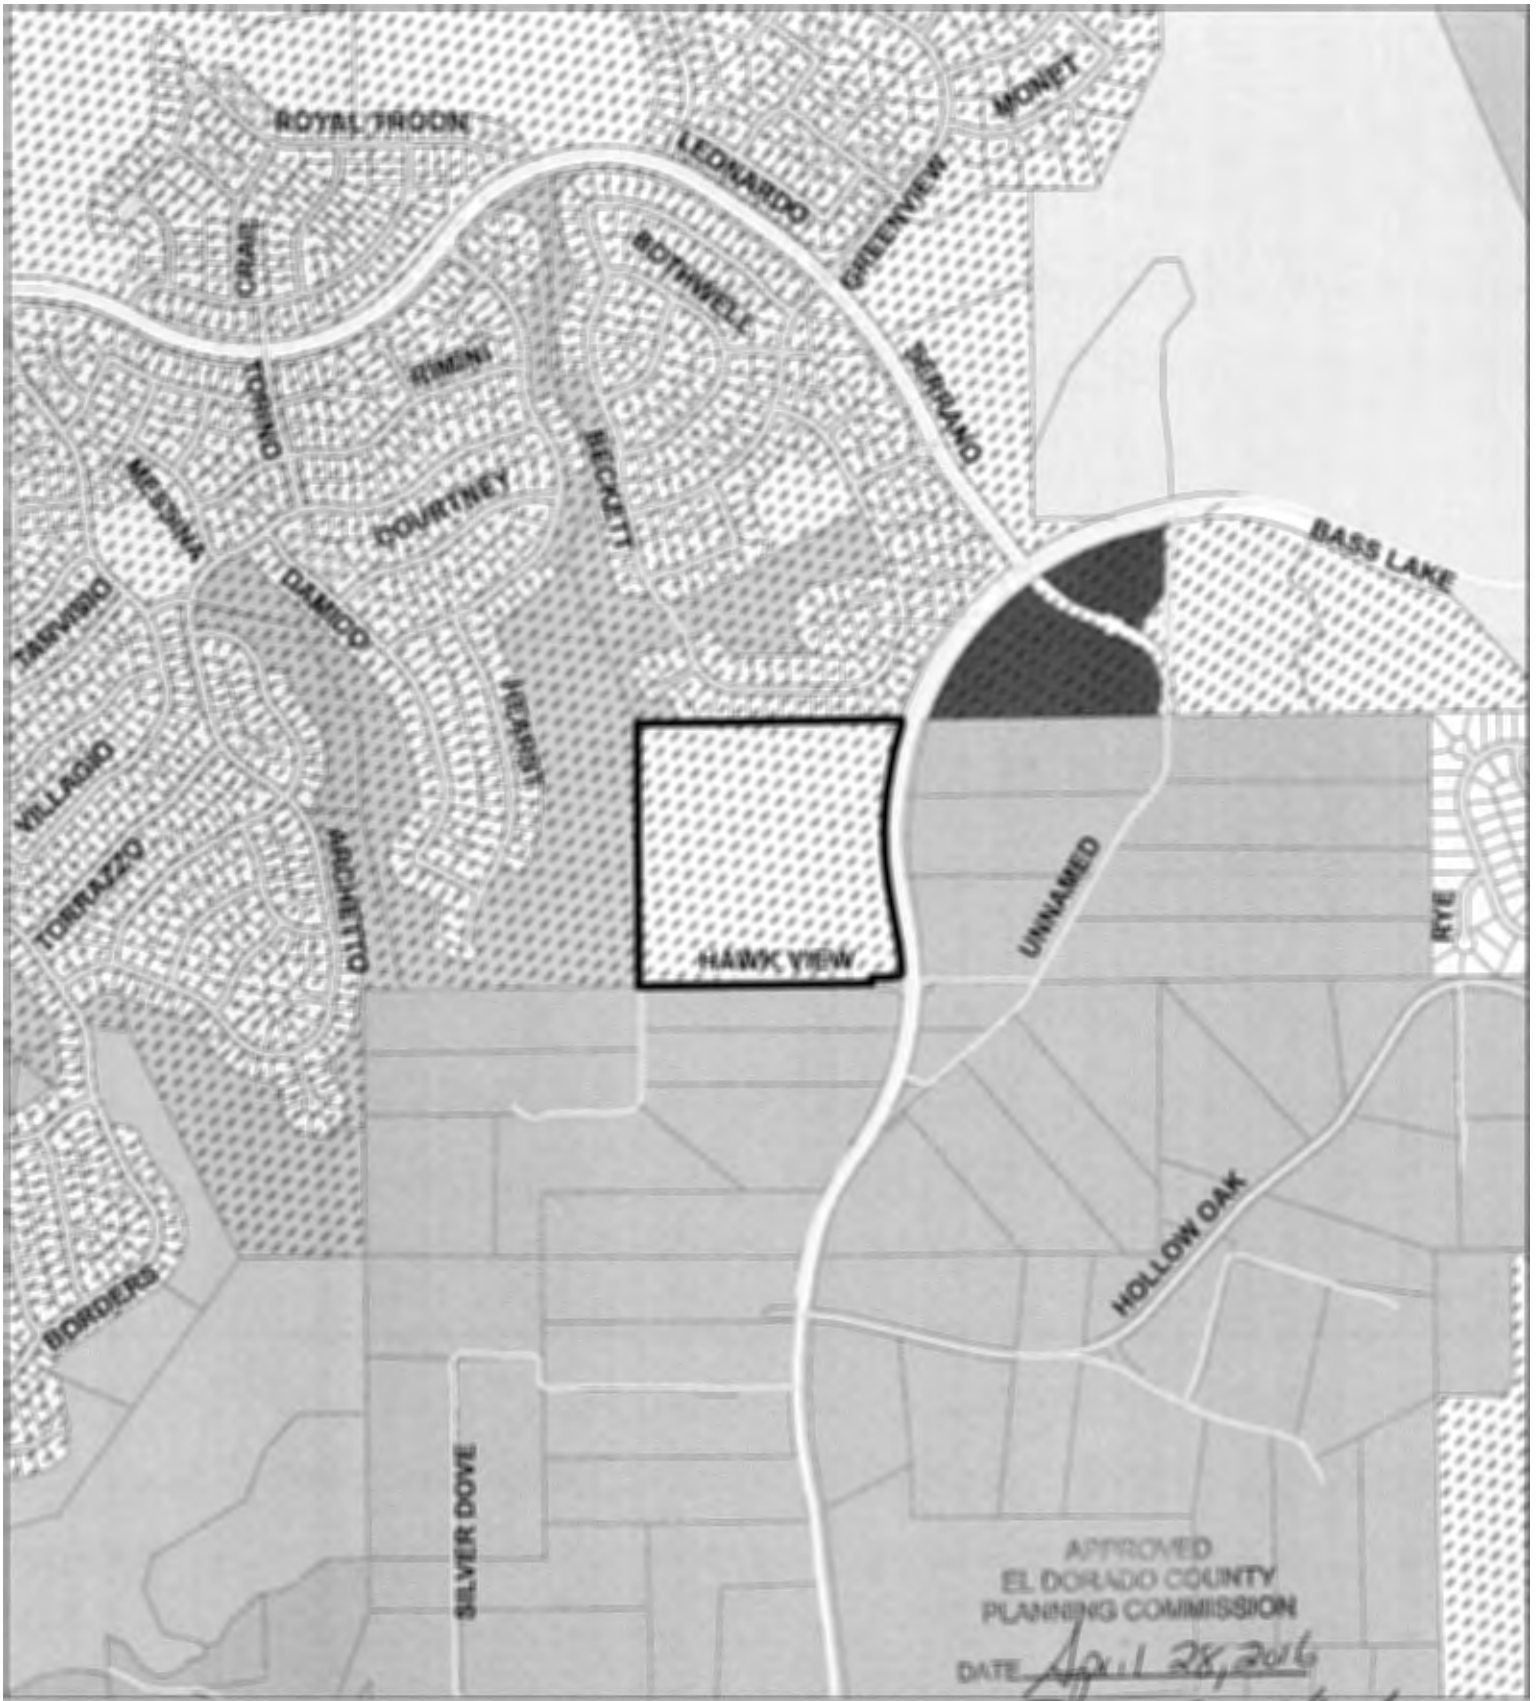 MONET
ROYAL TROON
LEONARDO
GREENVIEW
CRAIL
BOTHWELL
RIMINI
SERRANO
TORINO
BECKETT
MESSINA
COURTNEY
BASS LAKE
DAMICO
TANVISIO
HEARST
VILLAGIO
ARCHETTO
TORRAZZO
UNNAMED
RYE
HAWK VIEW
HOLLOW OAK
BORDERS
SILVER DOVE
APPROVED
EL DORADO COUNTY
PLANNING COMMISSION
DATE April 28, 2016